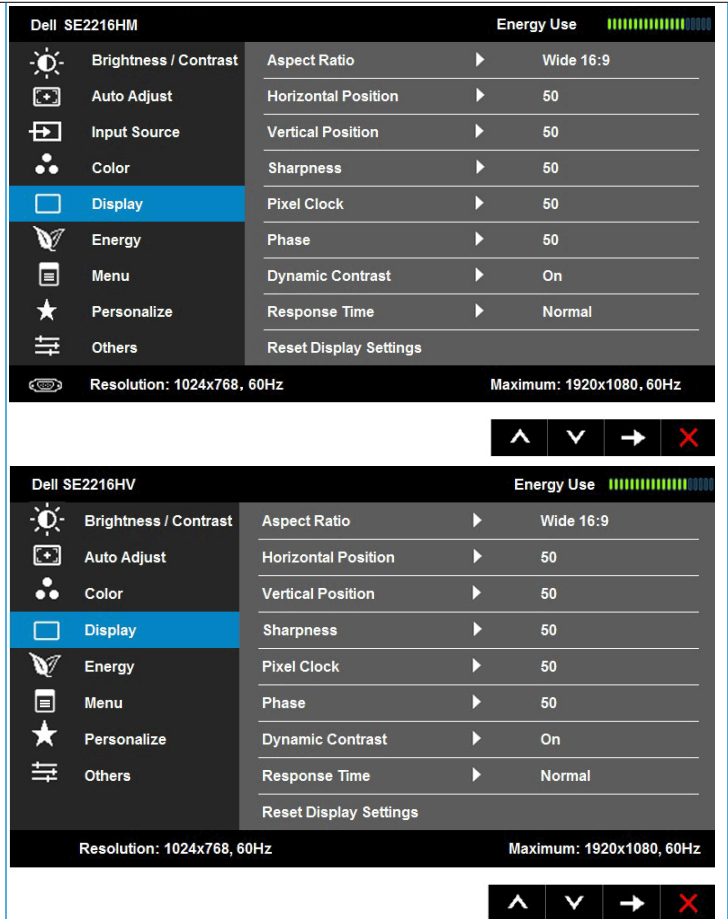 Dell SE2216HM Energy Use
Brightness / Contrast Aspect Ratio Wide 16:9
Auto Adjust Horizontal Position 50
Input Source Vertical Position 50
Color Sharpness 50
Display Pixel Clock 50
Energy Phase 50
Menu Dynamic Contrast On
Personalize Response Time Normal
Others Reset Display Settings
Resolution: 1024x768, 60Hz Maximum: 1920x1080, 60Hz
Dell SE2216HV Energy Use
Brightness / Contrast Aspect Ratio Wide 16:9
Auto Adjust Horizontal Position 50
Color Vertical Position 50
Display Sharpness 50
Energy Pixel Clock 50
Menu Phase 50
Personalize Dynamic Contrast On
Others Response Time Normal
Reset Display Settings
Resolution: 1024x768, 60Hz Maximum: 1920x1080, 60Hz